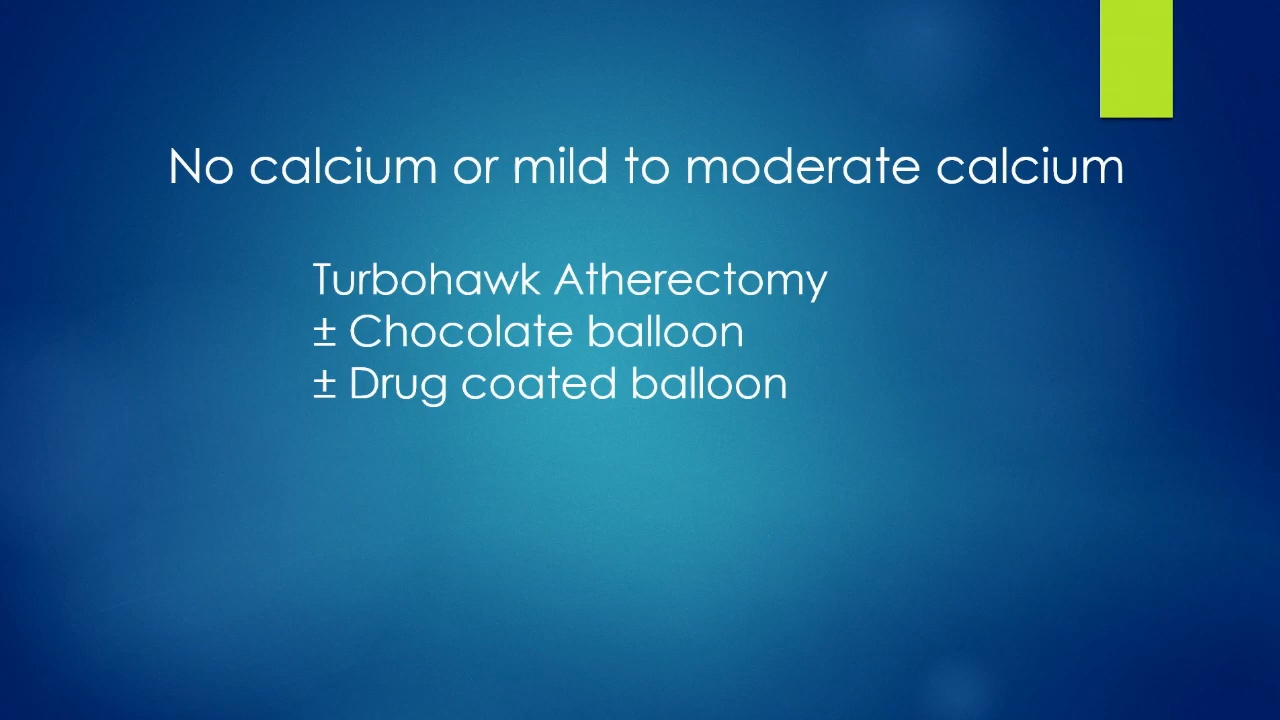 No calcium or mild to moderate calcium
Turbohawk Atherectomy
± Chocolate balloon
± Drug coated balloon